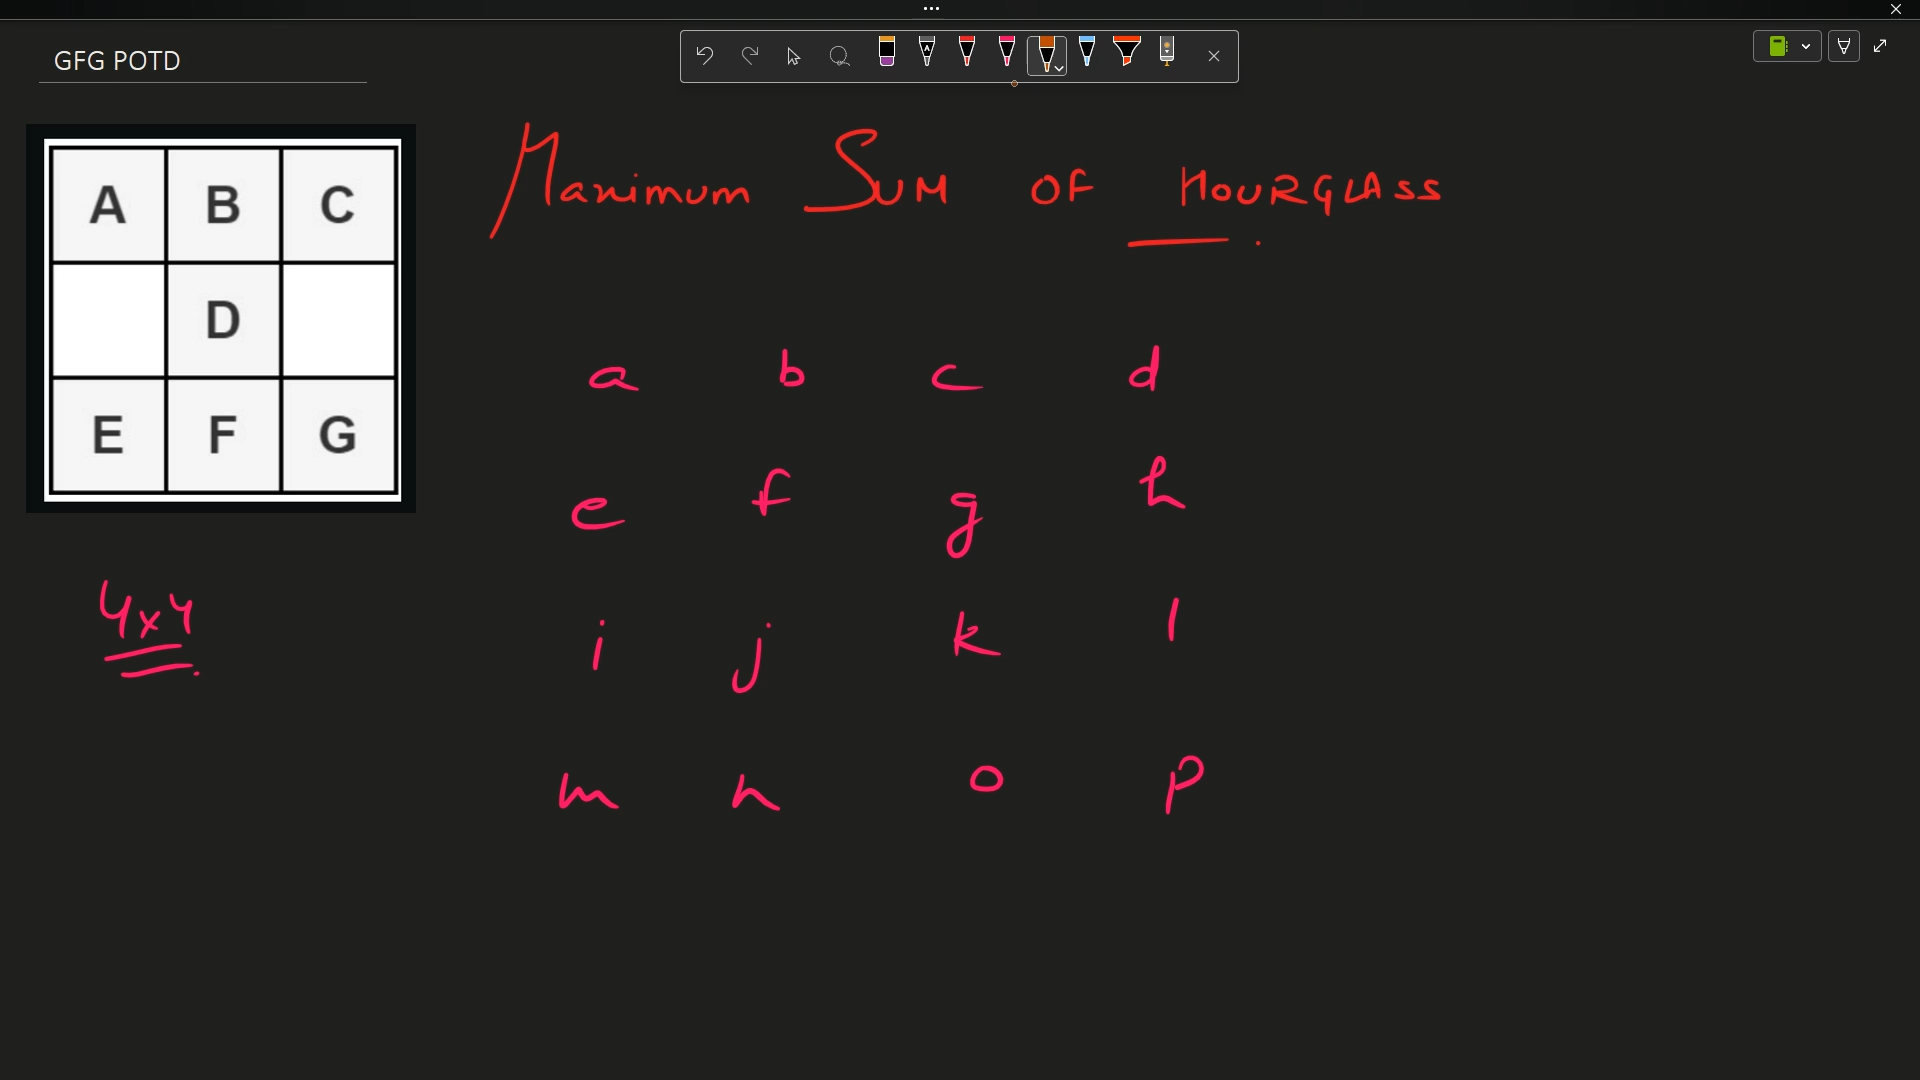 GFG POTD
Maximum SUM OF HOURGLASS
A B C
D
E F G
a b c d
e f g h
4x4
i j k l
m n o p